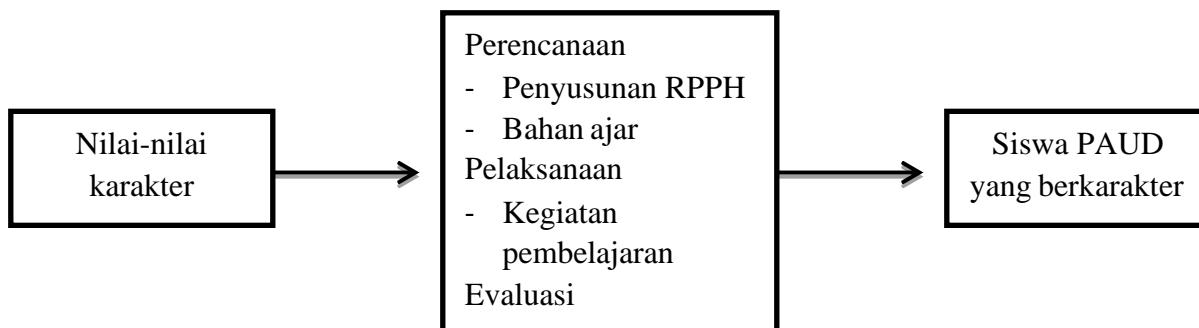 Nilai-nilai
karakter
Perencanaan
- Penyusunan RPPH
- Bahan ajar
Pelaksanaan
- Kegiatan
pembelajaran
Evaluasi
Siswa PAUD
yang berkarakter